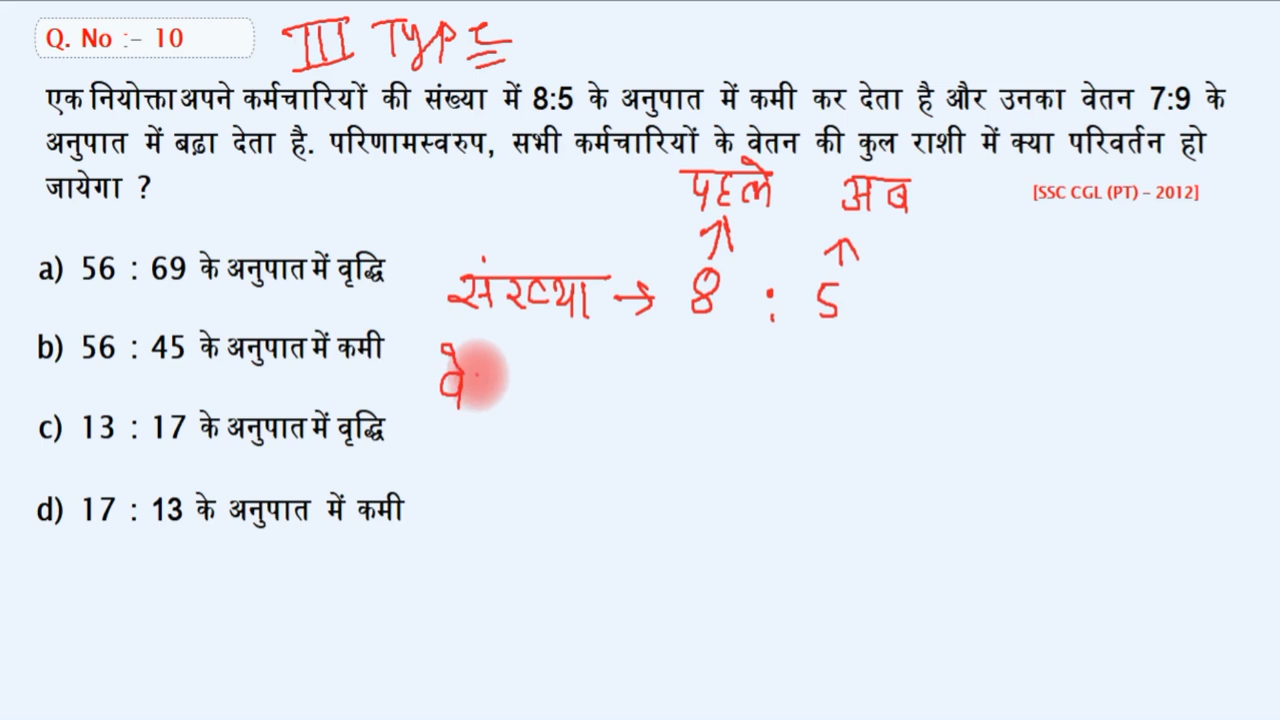 Q. No :- 10
III Type
एक नियोक्ता अपने कर्मचारियों की संख्या में 8:5 के अनुपात में कमी कर देता है और उनका वेतन 7:9 के
अनुपात में बढ़ा देता है. परिणामस्वरुप, सभी कर्मचारियों के वेतन की कुल राशी में क्या परिवर्तन हो
जायेगा ?
[SSC CGL (PT) – 2012]
पहले अब
a) 56 : 69 के अनुपात में वृद्धि
संख्या → 8 : 5
b) 56 : 45 के अनुपात में कमी
वे
c) 13 : 17 के अनुपात में वृद्धि
d) 17 : 13 के अनुपात में कमी